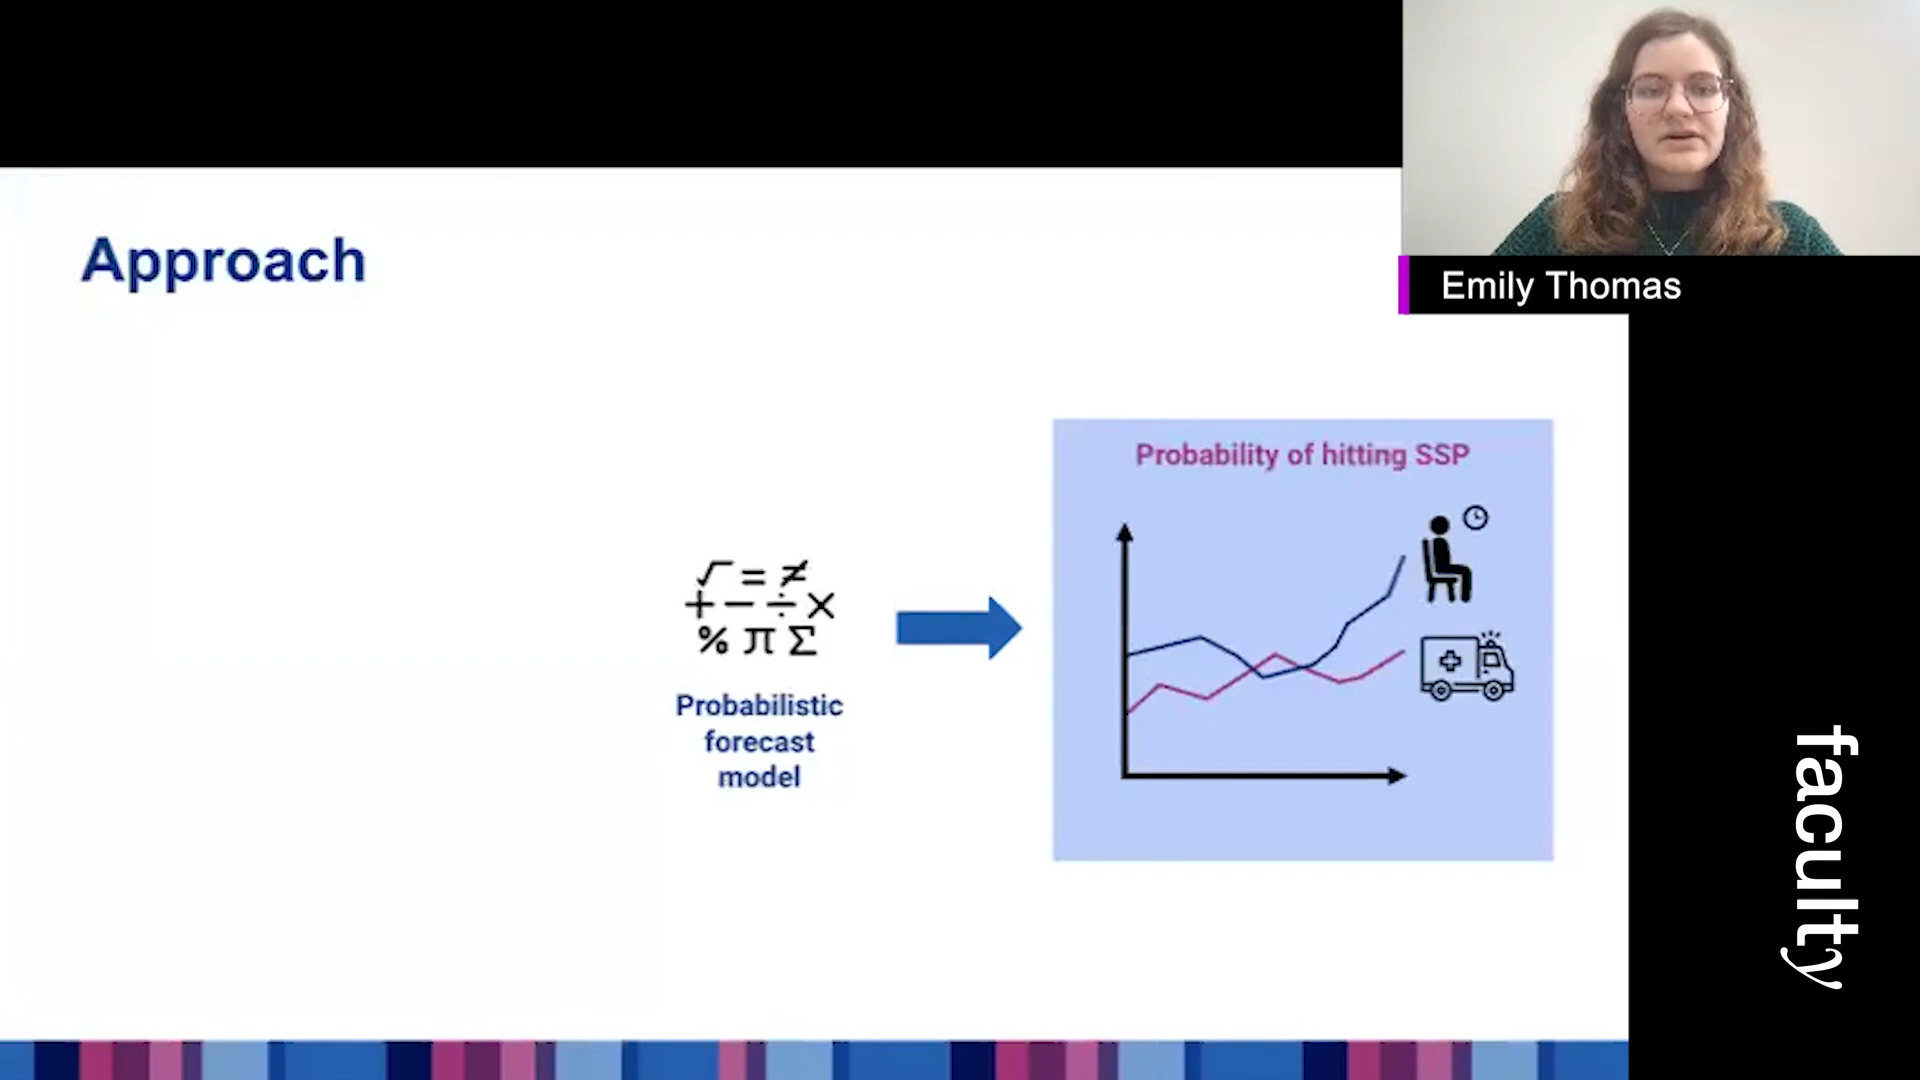 Approach
Emily Thomas
Probability of hitting SSP
√ = ≠
+ − ÷ ×
% π Σ
Probabilistic
forecast
model
faculty